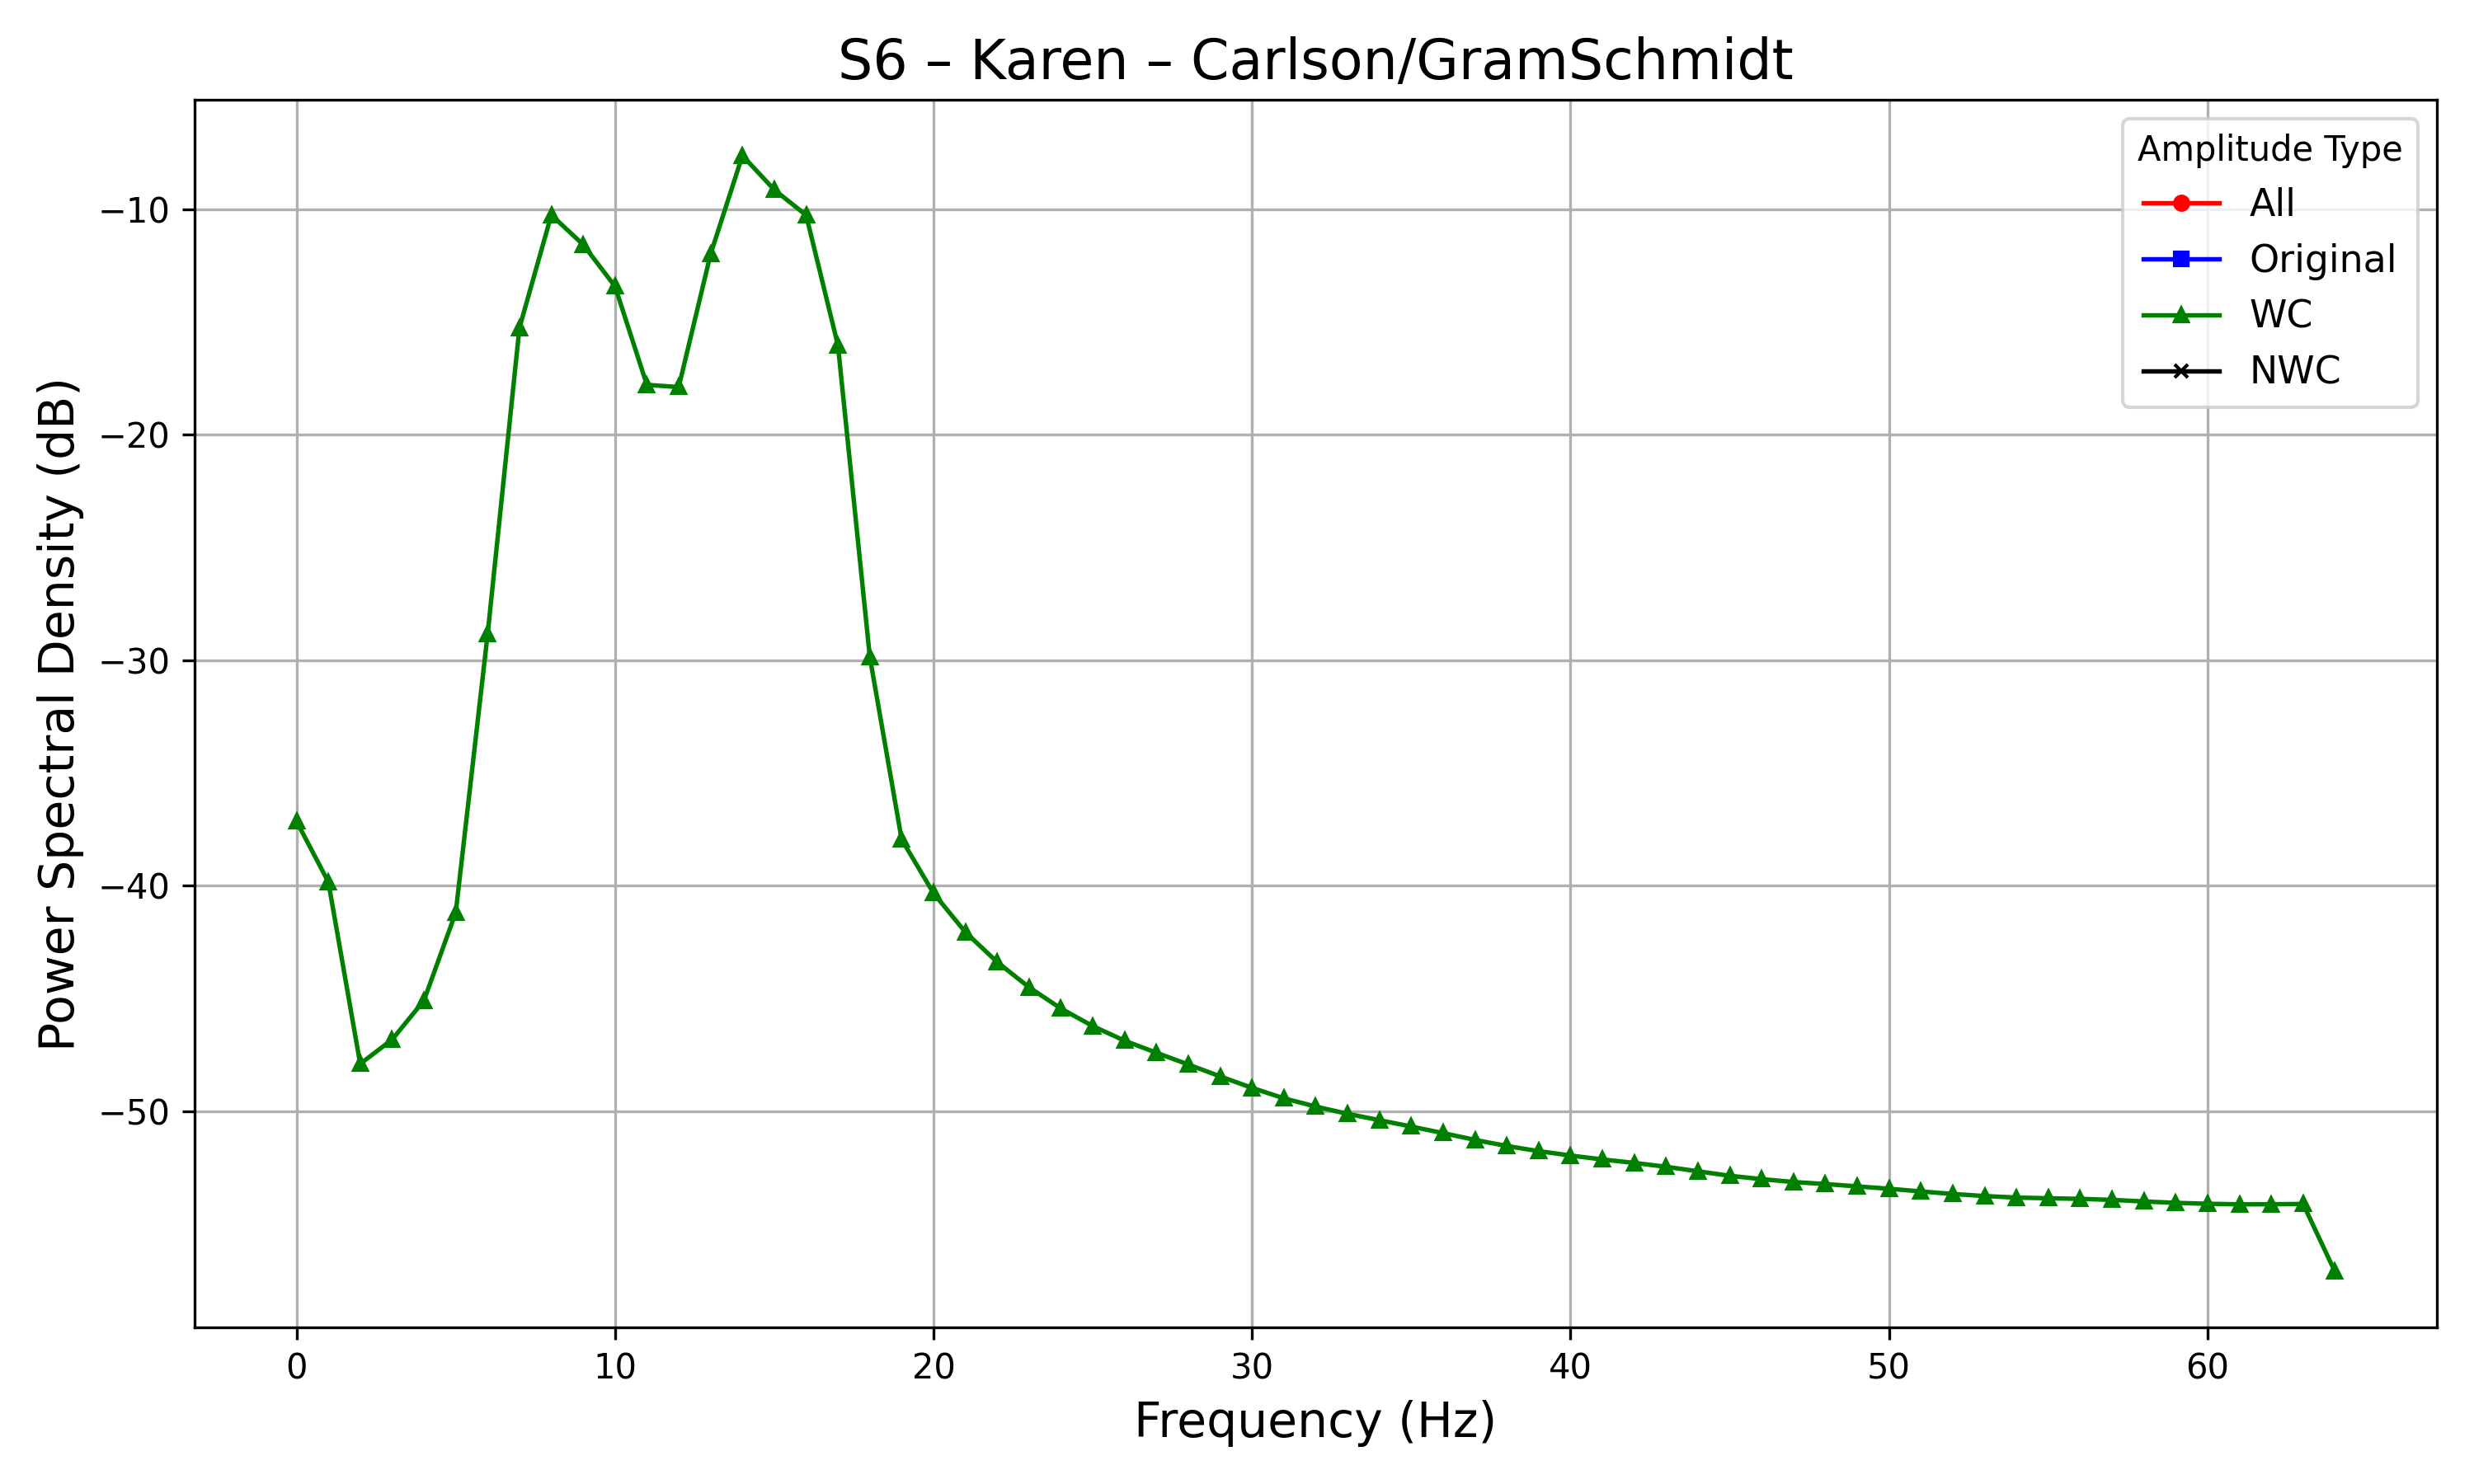 S6 – Karen – Carlson/GramSchmidt
Amplitude Type
All
Original
WC
NWC
Power Spectral Density (dB)
−10
−20
−30
−40
−50
0 10 20 30 40 50 60
Frequency (Hz)